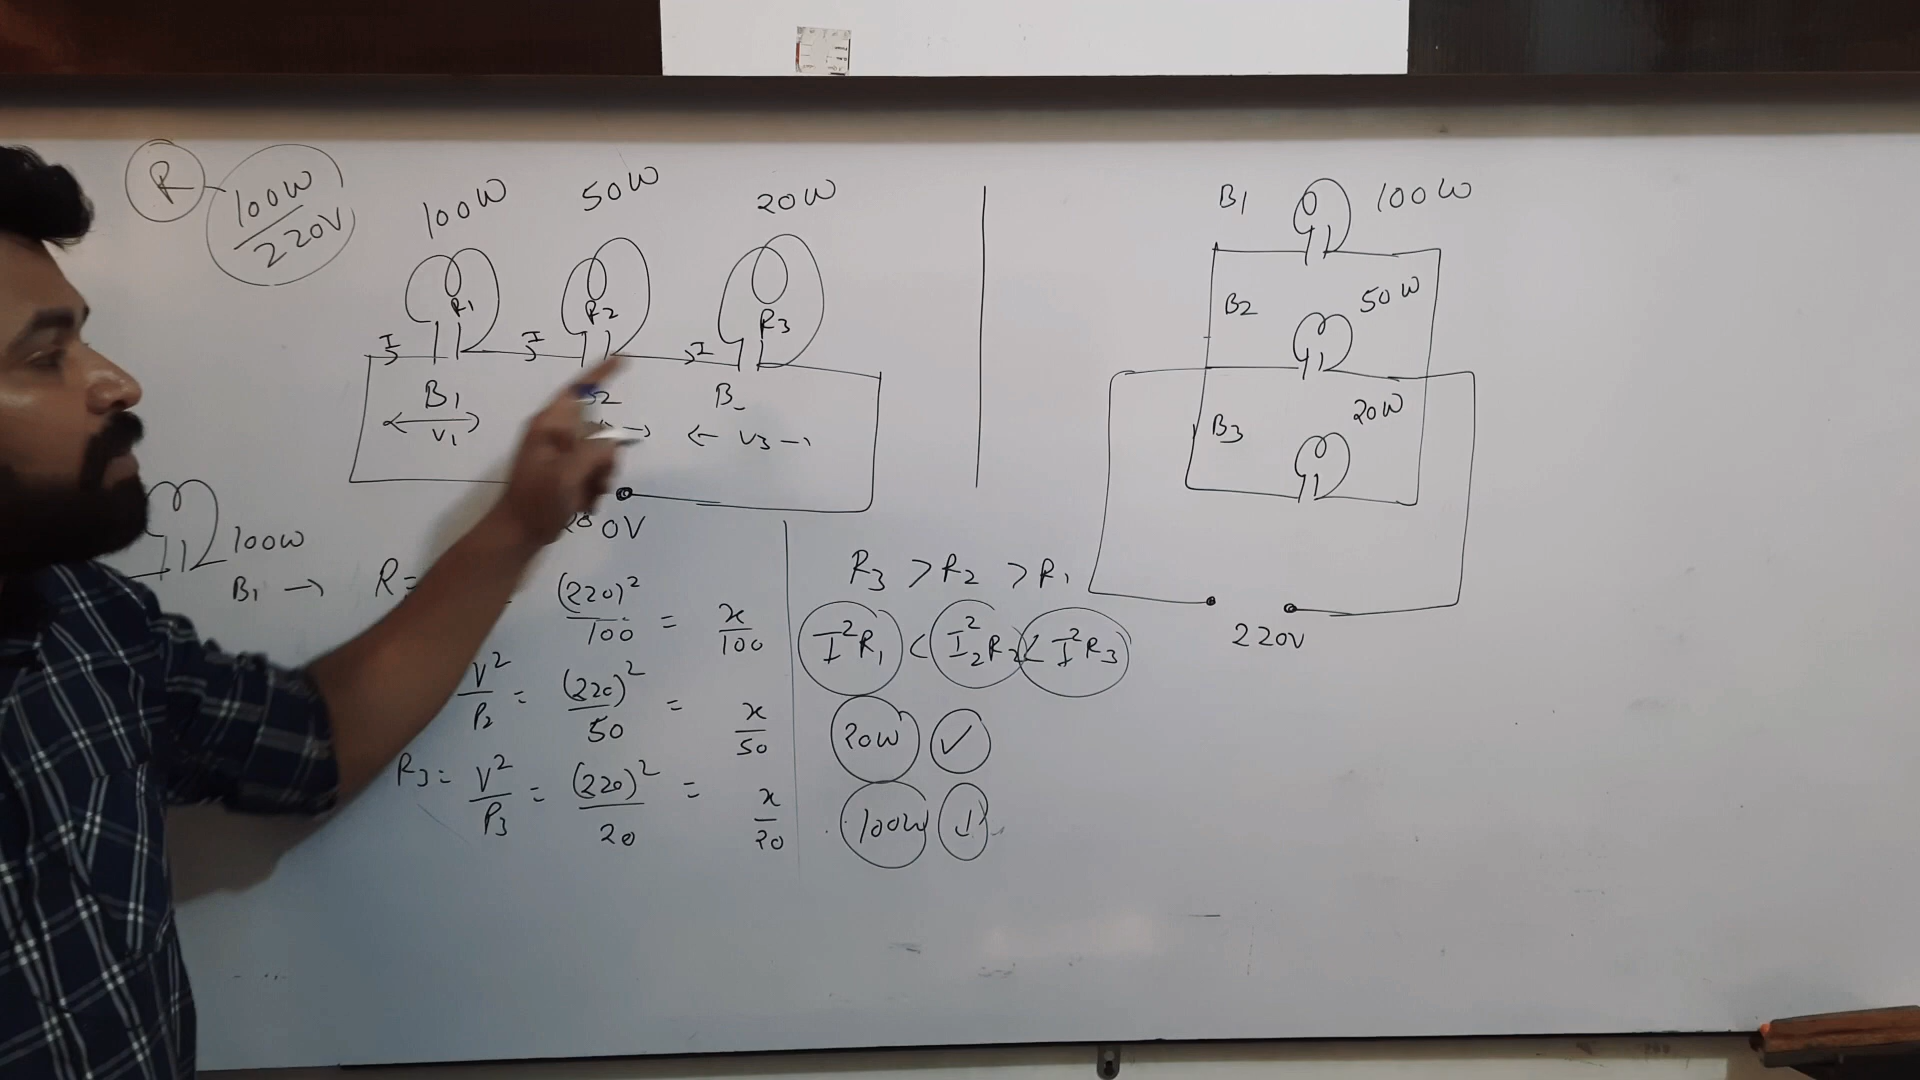 R 100W/220V
100W 50W 20W
R1 R2 R3
I I I
B1 B2 B
V1 V3
0V
100W
B1 → R= (220)²/100 = x/100
V²/P2 = (220)²/50 = x/50
R3 = V²/P3 = (220)²/20 = x/20
R3 > R2 > R1
I²R1 < I²2R2 < I²R3
20W ✓
100W ↓
B1 100W
B2 50W
B3 20W
220V